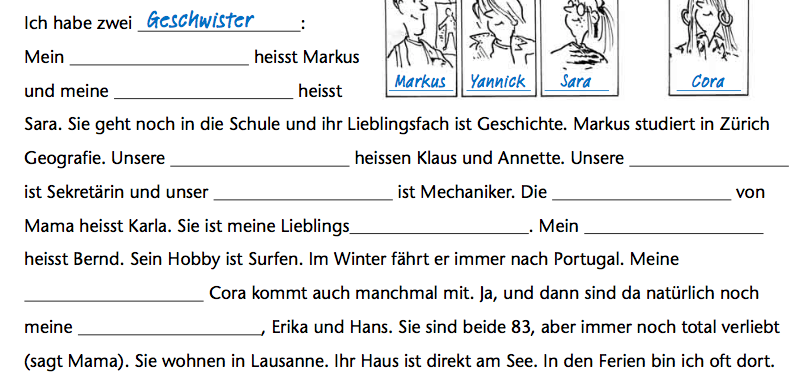 Ich habe zwei Geschwister :
Mein ____________ heisst Markus
und meine ____________ heisst
Markus Yannick Sara Cora
Sara. Sie geht noch in die Schule und ihr Lieblingsfach ist Geschichte. Markus studiert in Zürich
Geografie. Unsere ____________ heissen Klaus und Annette. Unsere ____________
ist Sekretärin und unser ____________ ist Mechaniker. Die ____________ von
Mama heisst Karla. Sie ist meine Lieblings____________. Mein ____________
heisst Bernd. Sein Hobby ist Surfen. Im Winter fährt er immer nach Portugal. Meine
____________ Cora kommt auch manchmal mit. Ja, und dann sind da natürlich noch
meine ____________, Erika und Hans. Sie sind beide 83, aber immer noch total verliebt
(sagt Mama). Sie wohnen in Lausanne. Ihr Haus ist direkt am See. In den Ferien bin ich oft dort.